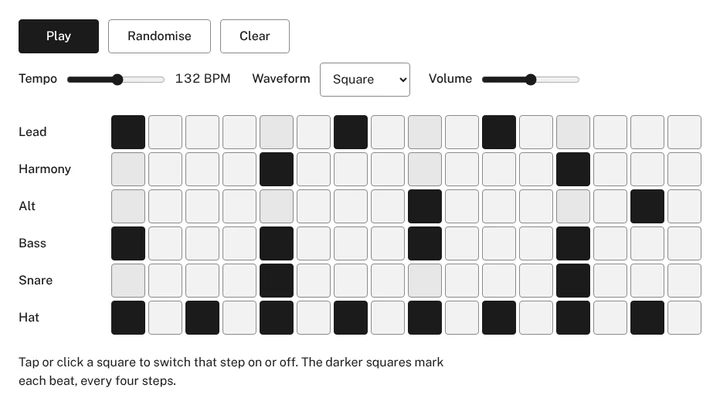 Play Randomise Clear
Tempo 132 BPM Waveform Square Volume
Lead
Harmony
Alt
Bass
Snare
Hat
Tap or click a square to switch that step on or off. The darker squares mark
each beat, every four steps.